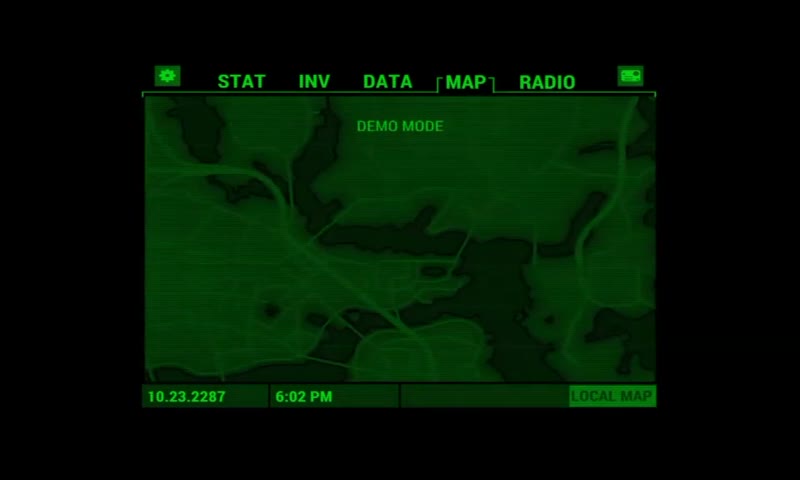 STAT INV DATA MAP RADIO
DEMO MODE
10.23.2287 6:02 PM LOCAL MAP